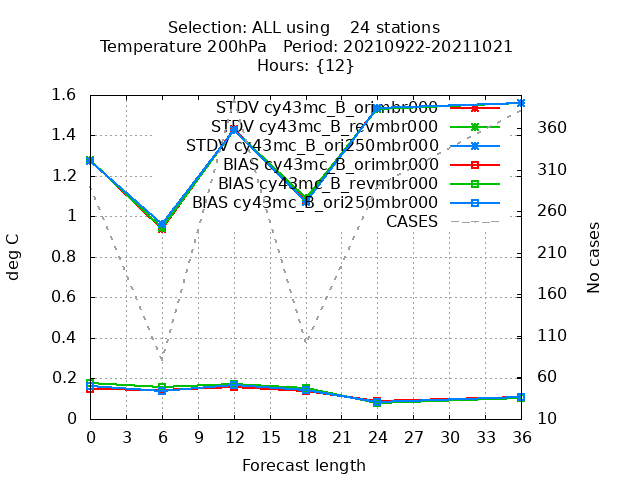 Selection: ALL using    24 stations
Temperature 200hPa   Period: 20210922-20211021
Hours: {12}
STDV cy43mc_B_orimbr000
STDV cy43mc_B_revmbr000
STDV cy43mc_B_ori250mbr000
BIAS cy43mc_B_orimbr000
BIAS cy43mc_B_revmbr000
BIAS cy43mc_B_ori250mbr000
CASES
deg C
1.6
1.4
1.2
1
0.8
0.6
0.4
0.2
0
No cases
360
310
260
210
160
110
60
10
0 3 6 9 12 15 18 21 24 27 30 33 36
Forecast length